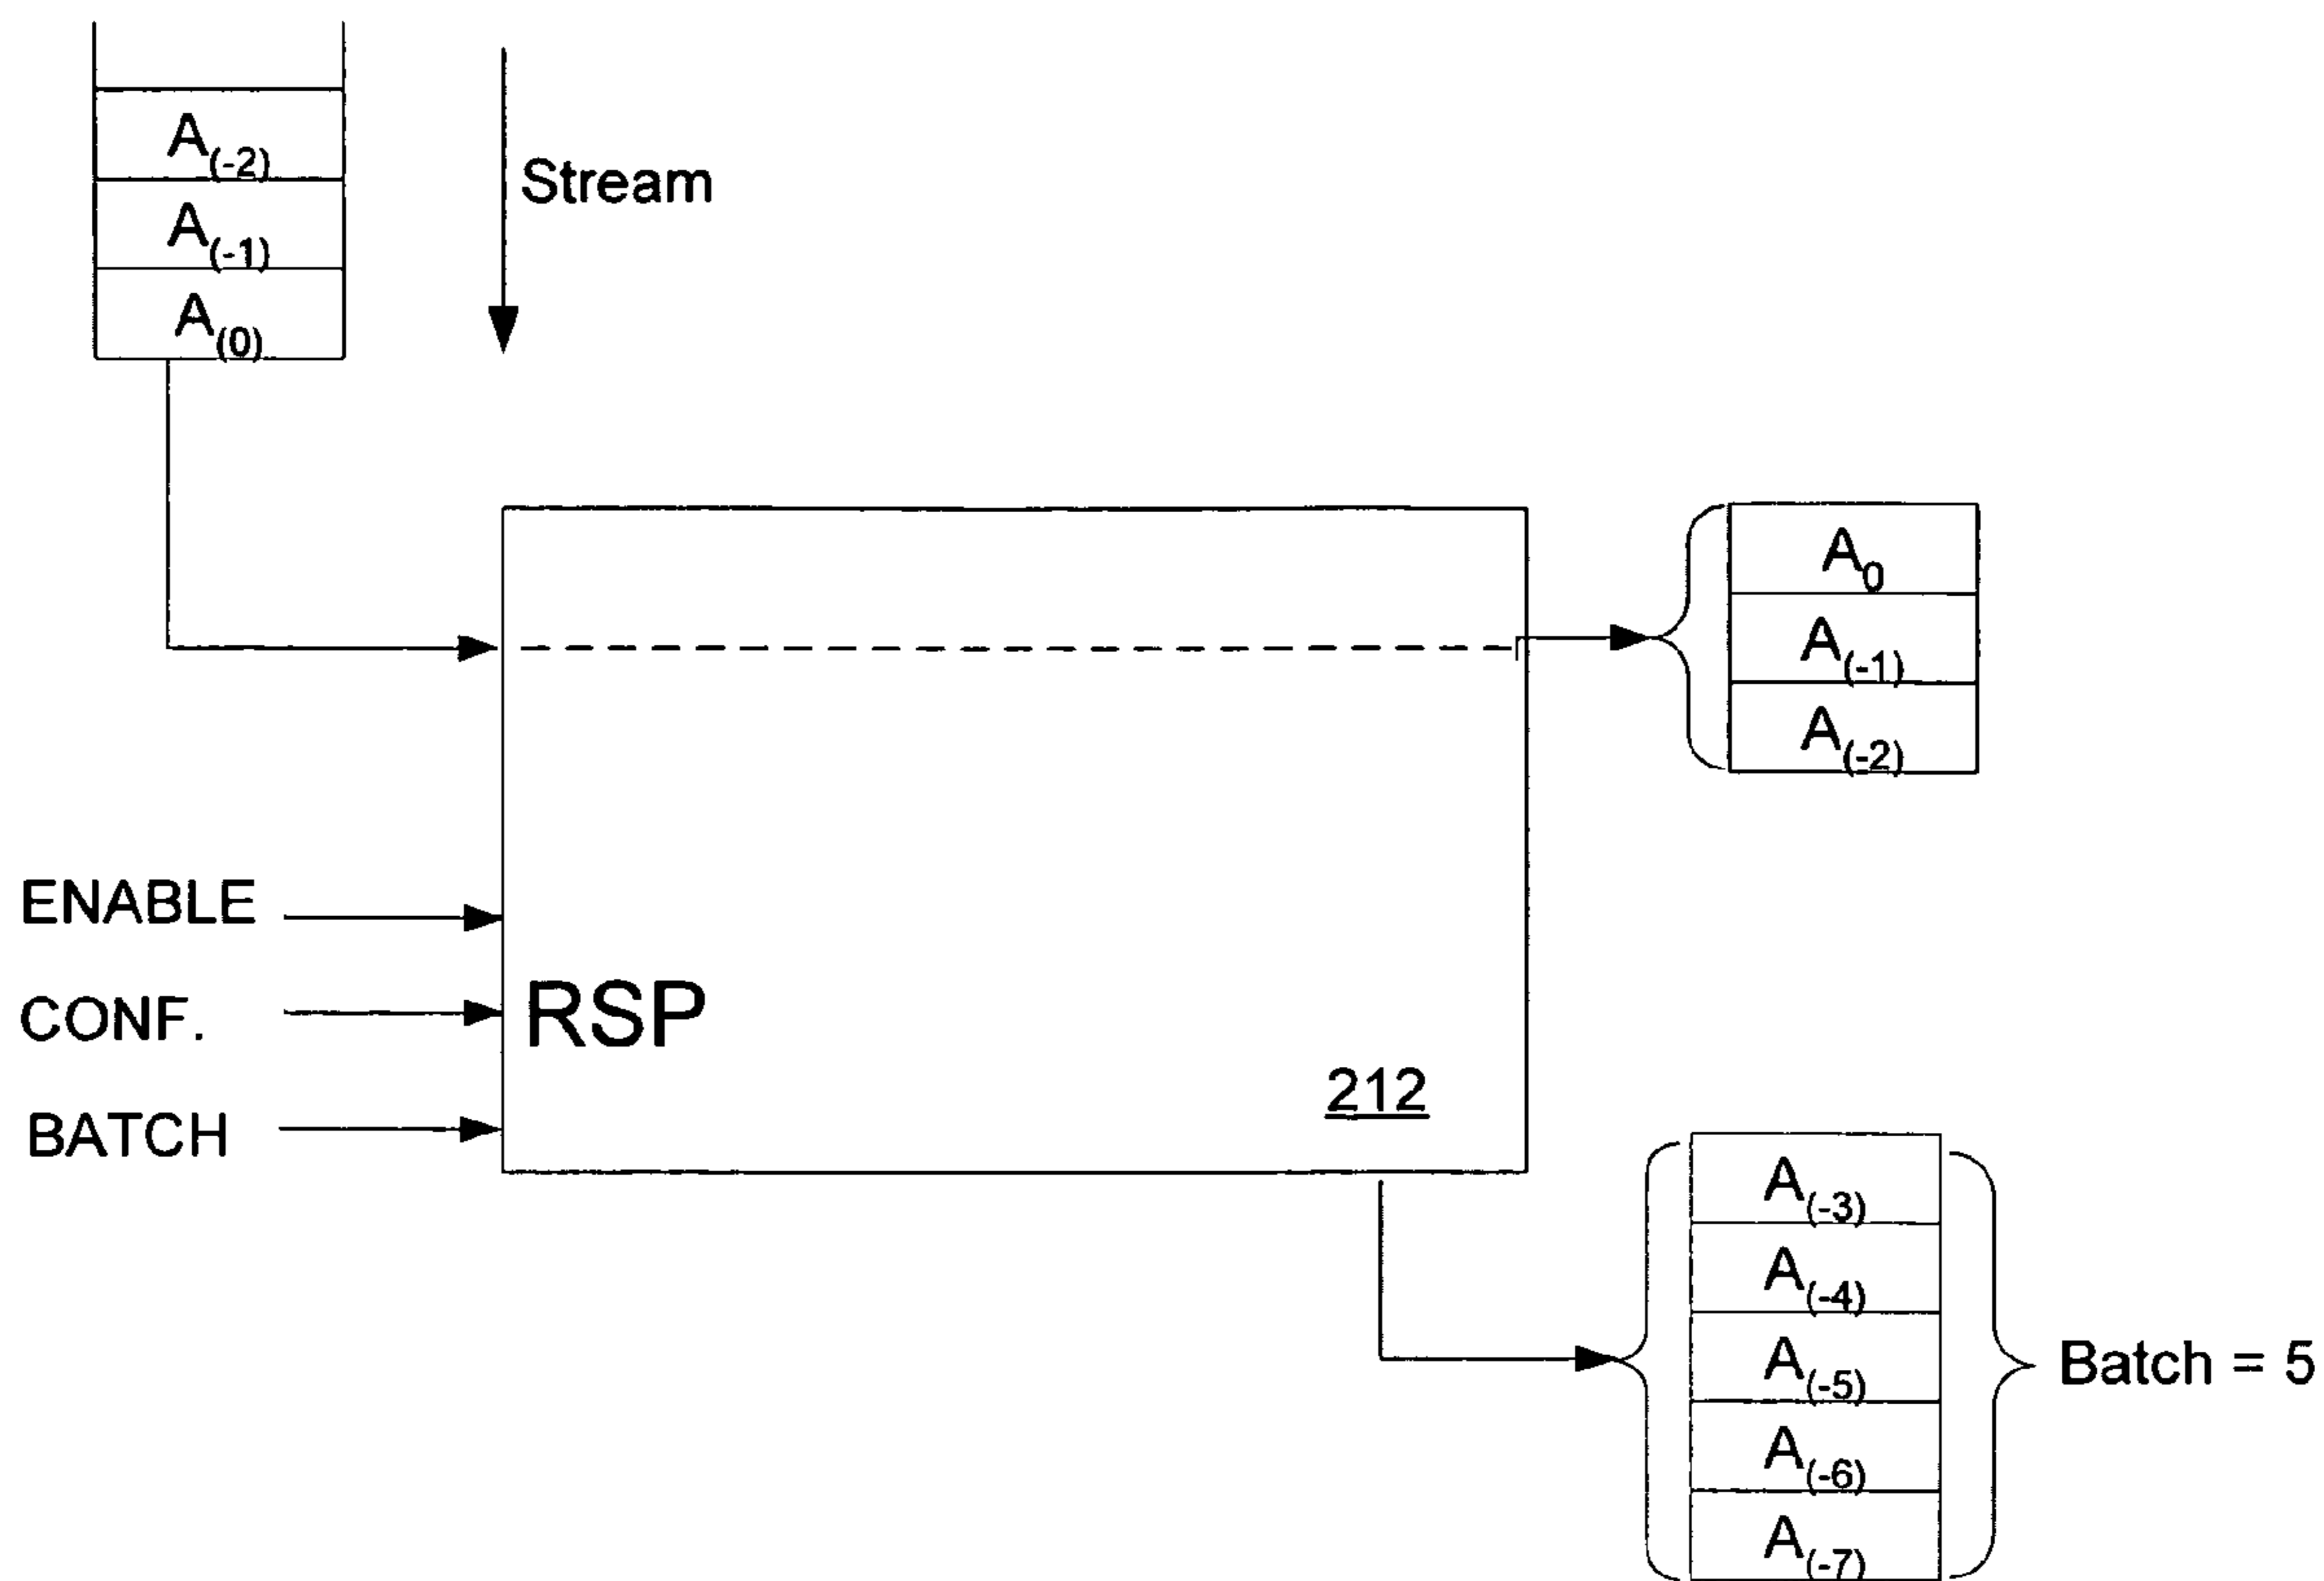 A(-2)
Stream
A(-1)
A(0)
A0
A(-1)
A(-2)
ENABLE
CONF.
RSP
BATCH
212
A(-3)
A(-4)
A(-5)
Batch = 5
A(-6)
A(-7)